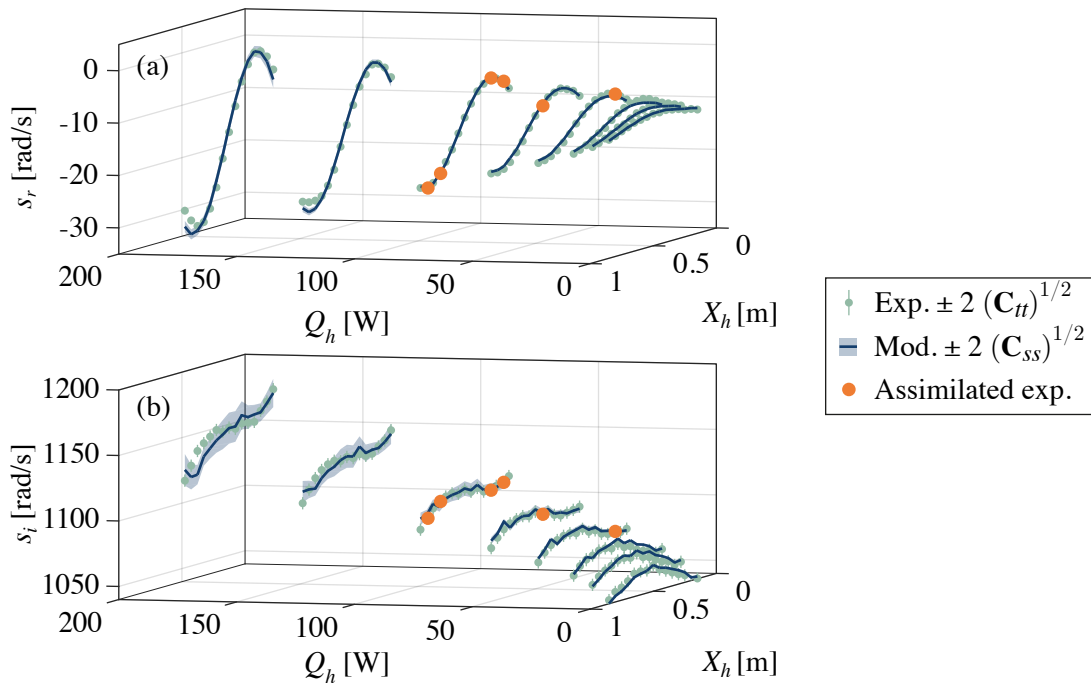 (a)
0
-10
-20
-30
s_r [rad/s]
200
150
100
50
0
Q_h [W]
1
0.5
0
X_h [m]
Exp. ± 2 (C_tt)^1/2
Mod. ± 2 (C_ss)^1/2
Assimilated exp.
(b)
1200
1150
1100
1050
s_i [rad/s]
200
150
100
50
0
Q_h [W]
1
0.5
0
X_h [m]